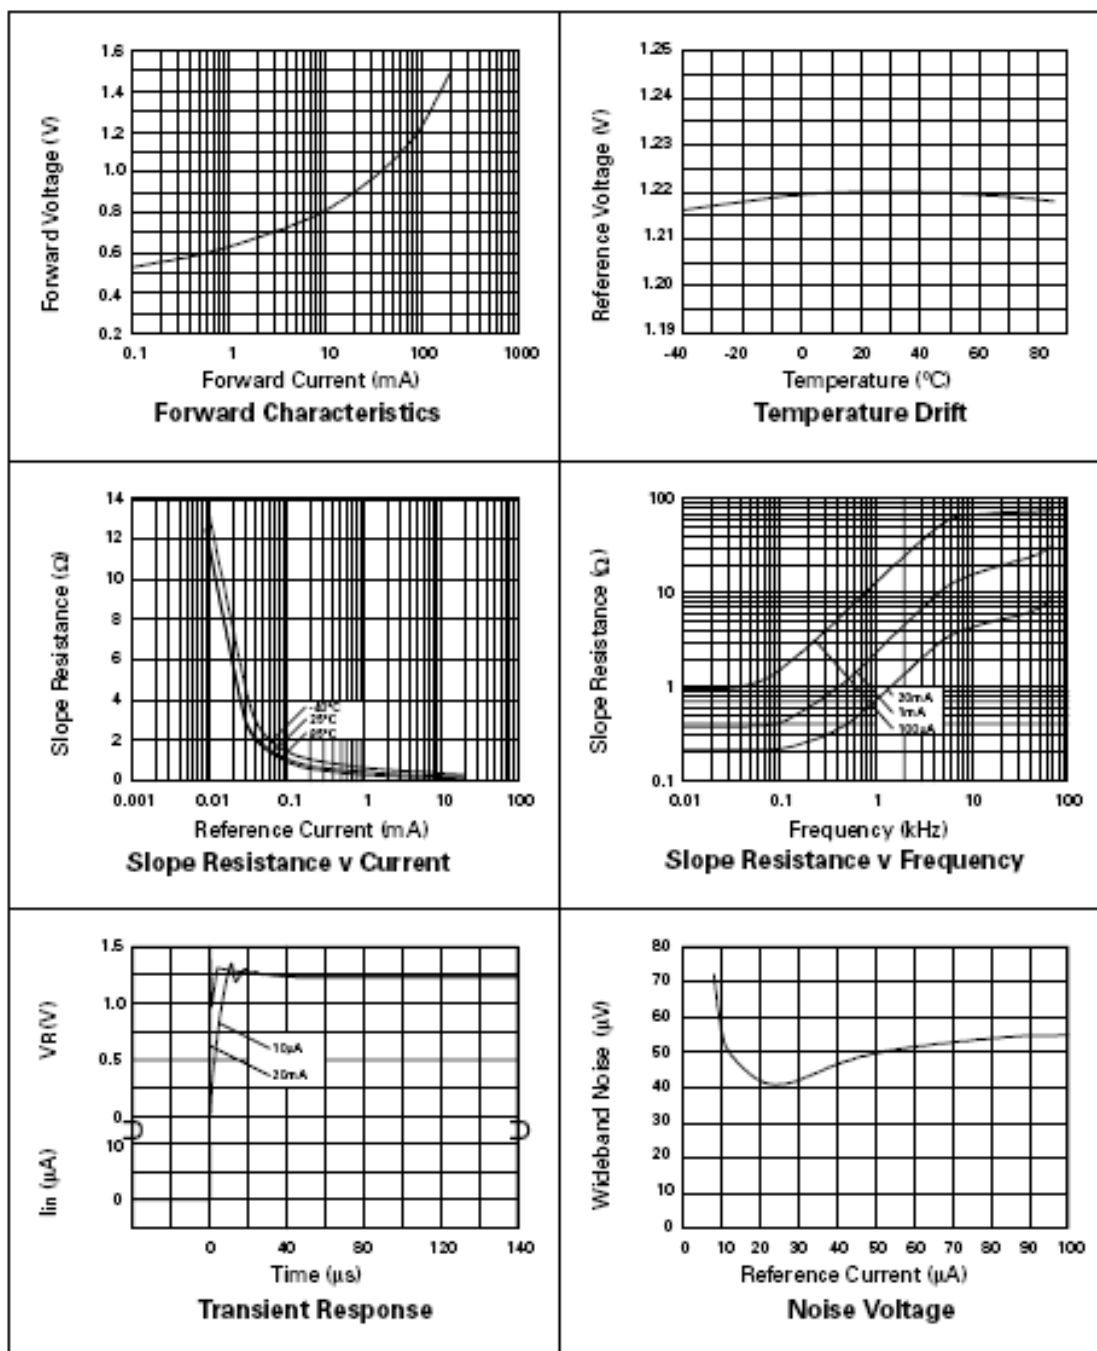 1.6
1.4
1.2
1.0
0.8
0.6
0.4
0.2
Forward Voltage (V)
0.1 1 10 100 1000
Forward Current (mA)
Forward Characteristics
1.25
1.24
1.23
1.22
1.21
1.20
1.19
Reference Voltage (V)
-40 -20 0 20 40 60 80
Temperature (ºC)
Temperature Drift
14
12
10
8
6
4
2
0
Slope Resistance (Ω)
-40°C
25°C
85°C
0.001 0.01 0.1 1 10 100
Reference Current (mA)
Slope Resistance v Current
100
10
1
0.1
Slope Resistance (Ω)
20mA
1mA
100µA
0.01 0.1 1 10 100
Frequency (kHz)
Slope Resistance v Frequency
1.5
1.0
0.5
0
VR(V)
10µA
20mA
10
0
Iin (µA)
0 40 80 120 140
Time (µs)
Transient Response
80
70
60
50
40
30
20
10
0
Wideband Noise (µV)
0 10 20 30 40 50 60 70 80 90 100
Reference Current (µA)
Noise Voltage